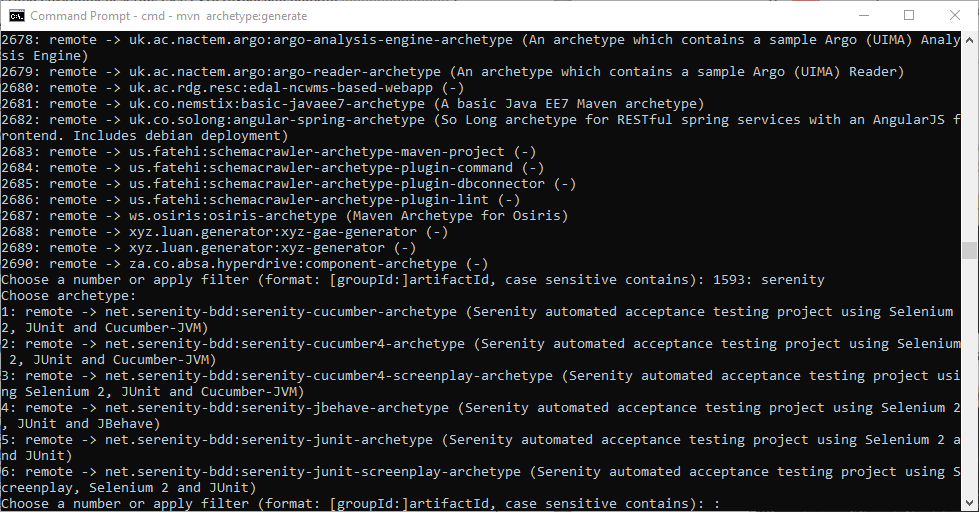 Command Prompt - cmd - mvn  archetype:generate
2678: remote -> uk.ac.nactem.argo:argo-analysis-engine-archetype (An archetype which contains a sample Argo (UIMA) Analy
sis Engine)
2679: remote -> uk.ac.nactem.argo:argo-reader-archetype (An archetype which contains a sample Argo (UIMA) Reader)
2680: remote -> uk.ac.rdg.resc:edal-ncwms-based-webapp (-)
2681: remote -> uk.co.nemstix:basic-javaee7-archetype (A basic Java EE7 Maven archetype)
2682: remote -> uk.co.solong:angular-spring-archetype (So Long archetype for RESTful spring services with an AngularJS f
rontend. Includes debian deployment)
2683: remote -> us.fatehi:schemacrawler-archetype-maven-project (-)
2684: remote -> us.fatehi:schemacrawler-archetype-plugin-command (-)
2685: remote -> us.fatehi:schemacrawler-archetype-plugin-dbconnector (-)
2686: remote -> us.fatehi:schemacrawler-archetype-plugin-lint (-)
2687: remote -> ws.osiris:osiris-archetype (Maven Archetype for Osiris)
2688: remote -> xyz.luan.generator:xyz-gae-generator (-)
2689: remote -> xyz.luan.generator:xyz-generator (-)
2690: remote -> za.co.absa.hyperdrive:component-archetype (-)
Choose a number or apply filter (format: [groupId:]artifactId, case sensitive contains): 1593: serenity
Choose archetype:
1: remote -> net.serenity-bdd:serenity-cucumber-archetype (Serenity automated acceptance testing project using Selenium
2, JUnit and Cucumber-JVM)
2: remote -> net.serenity-bdd:serenity-cucumber4-archetype (Serenity automated acceptance testing project using Selenium
 2, JUnit and Cucumber-JVM)
3: remote -> net.serenity-bdd:serenity-cucumber4-screenplay-archetype (Serenity automated acceptance testing project usi
ng Selenium 2, JUnit and Cucumber-JVM)
4: remote -> net.serenity-bdd:serenity-jbehave-archetype (Serenity automated acceptance testing project using Selenium 2
, JUnit and JBehave)
5: remote -> net.serenity-bdd:serenity-junit-archetype (Serenity automated acceptance testing project using Selenium 2 a
nd JUnit)
6: remote -> net.serenity-bdd:serenity-junit-screenplay-archetype (Serenity automated acceptance testing project using S
creenplay, Selenium 2 and JUnit)
Choose a number or apply filter (format: [groupId:]artifactId, case sensitive contains): :